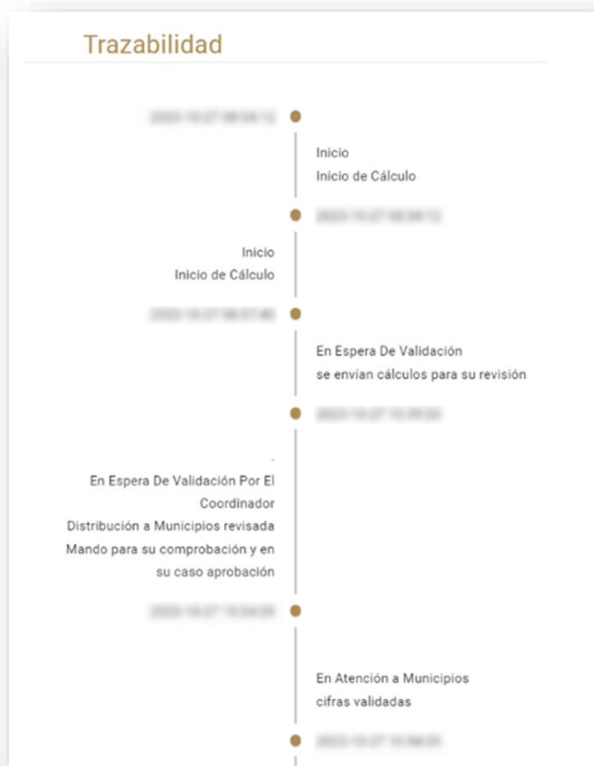 Trazabilidad
Inicio
Inicio de Cálculo
Inicio
Inicio de Cálculo
En Espera De Validación
se envían cálculos para su revisión
.
En Espera De Validación Por El
Coordinador
Distribución a Municipios revisada
Mando para su comprobación y en
su caso aprobación
En Atención a Municipios
cifras validadas